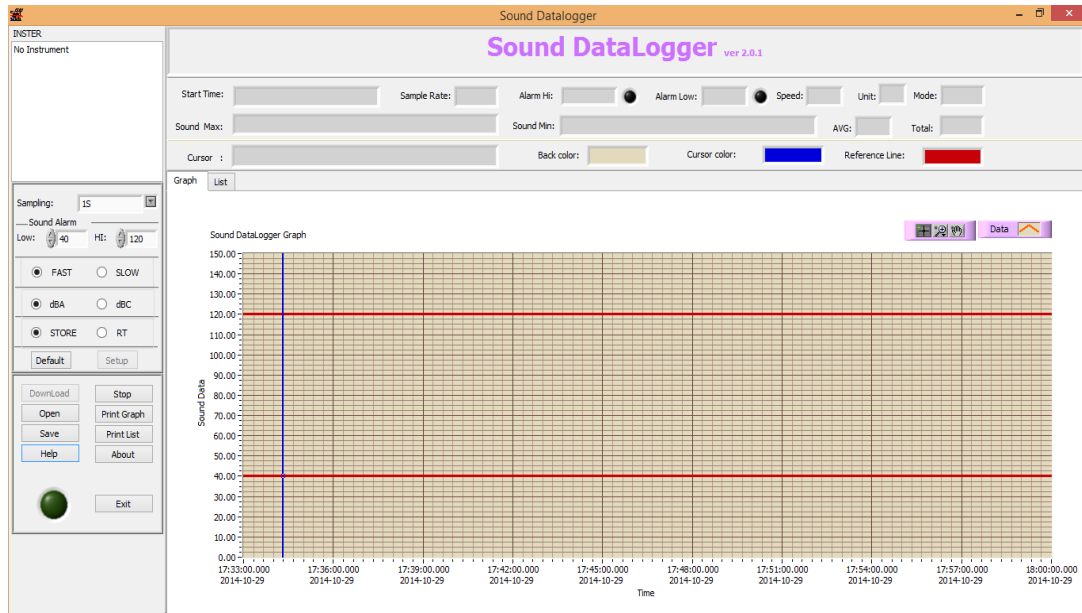 Sound Datalogger
INSTER
No Instrument
Sound DataLogger ver 2.0.1
Start Time: Sample Rate: Alarm Hi: Alarm Low: Speed: Unit: Mode:
Sound Max: Sound Min: AVG: Total:
Cursor : Back color: Cursor color: Reference Line:
Graph List
Sampling: 1S
Sound Alarm
Low: 40 HI: 120
FAST SLOW
dBA dBC
STORE RT
Default Setup
DownLoad Stop
Open Print Graph
Save Print List
Help About
Exit
Sound DataLogger Graph
Data
150.00
140.00
130.00
120.00
110.00
100.00
90.00
80.00
70.00
60.00
50.00
40.00
30.00
20.00
10.00
0.00
Sound Data
17:33:00.000 17:36:00.000 17:39:00.000 17:42:00.000 17:45:00.000 17:48:00.000 17:51:00.000 17:54:00.000 17:57:00.000 18:00:00.000
2014-10-29 2014-10-29 2014-10-29 2014-10-29 2014-10-29 2014-10-29 2014-10-29 2014-10-29 2014-10-29 2014-10-29
Time